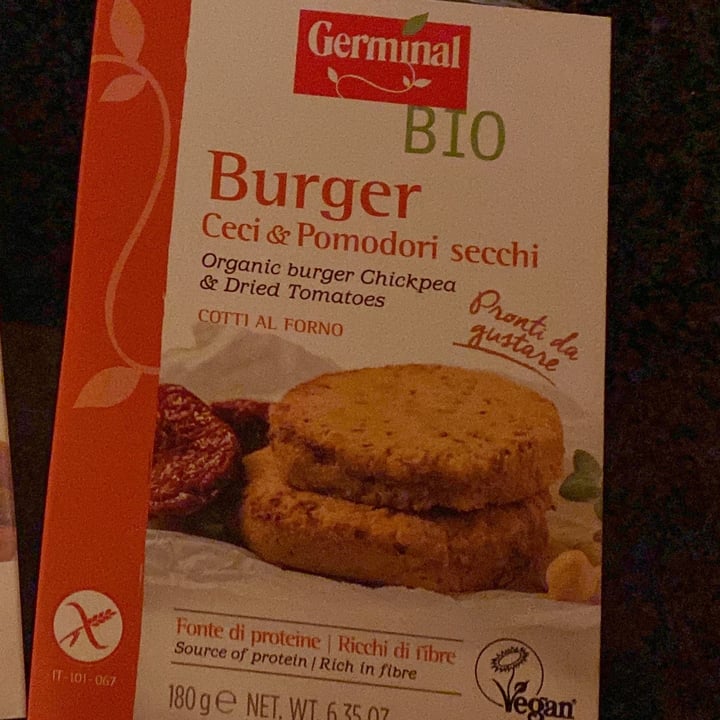 Germinal
BIO
Burger
Ceci & Pomodori secchi
Organic burger Chickpea
& Dried Tomatoes
COTTI AL FORNO
Pronti da
gustare
Fonte di proteine | Ricchi di fibre
Source of protein | Rich in fibre
IT-101-067
180 g e NET. WT. 6.35 OZ
Vegan